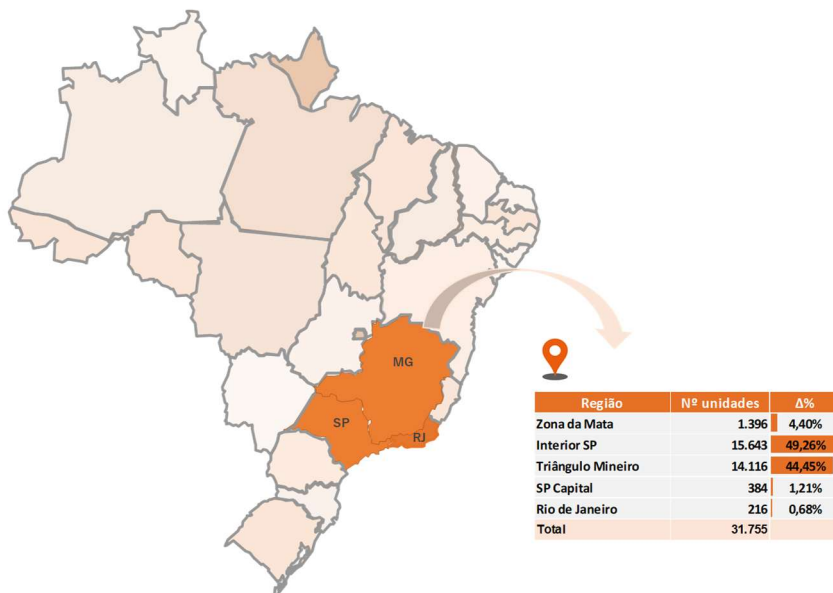 MG
SP
RJ
Região Nº unidades Δ%
Zona da Mata 1.396 4,40%
Interior SP 15.643 49,26%
Triângulo Mineiro 14.116 44,45%
SP Capital 384 1,21%
Rio de Janeiro 216 0,68%
Total 31.755